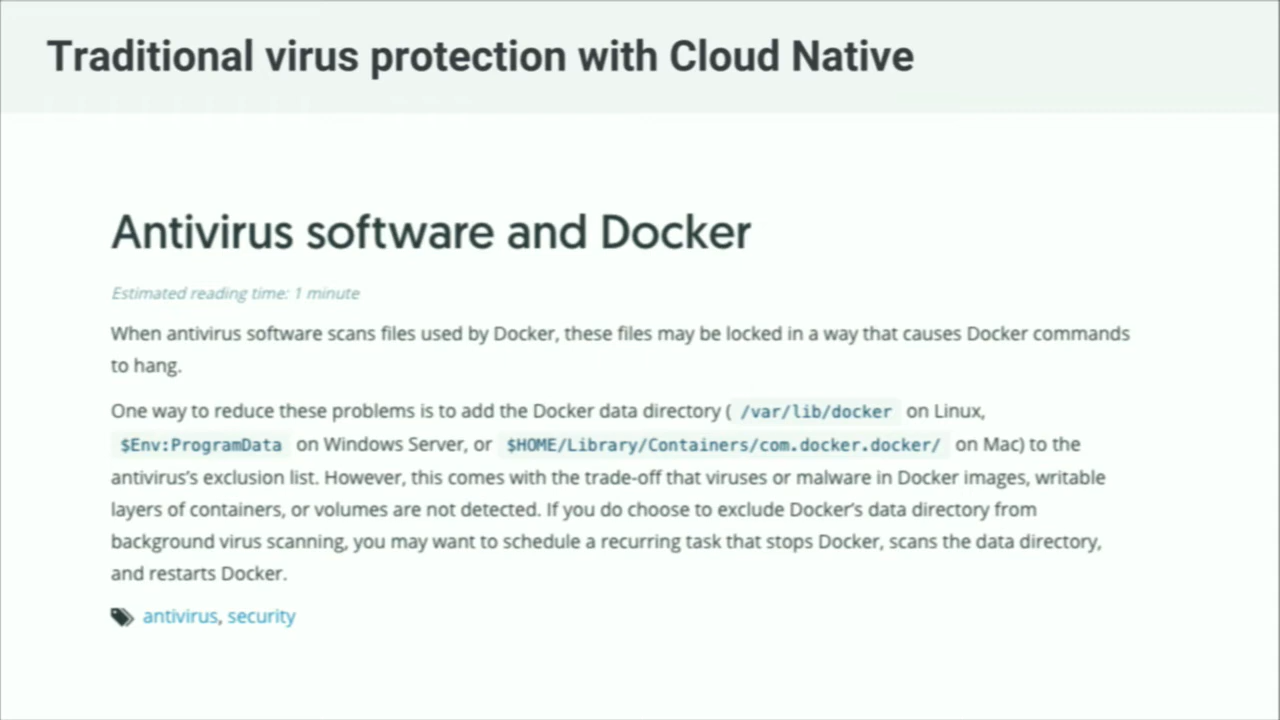 Traditional virus protection with Cloud Native
Antivirus software and Docker
Estimated reading time: 1 minute
When antivirus software scans files used by Docker, these files may be locked in a way that causes Docker commands
to hang.
One way to reduce these problems is to add the Docker data directory ( /var/lib/docker on Linux,
$Env:ProgramData on Windows Server, or $HOME/Library/Containers/com.docker.docker/ on Mac) to the
antivirus’s exclusion list. However, this comes with the trade-off that viruses or malware in Docker images, writable
layers of containers, or volumes are not detected. If you do choose to exclude Docker’s data directory from
background virus scanning, you may want to schedule a recurring task that stops Docker, scans the data directory,
and restarts Docker.
antivirus, security